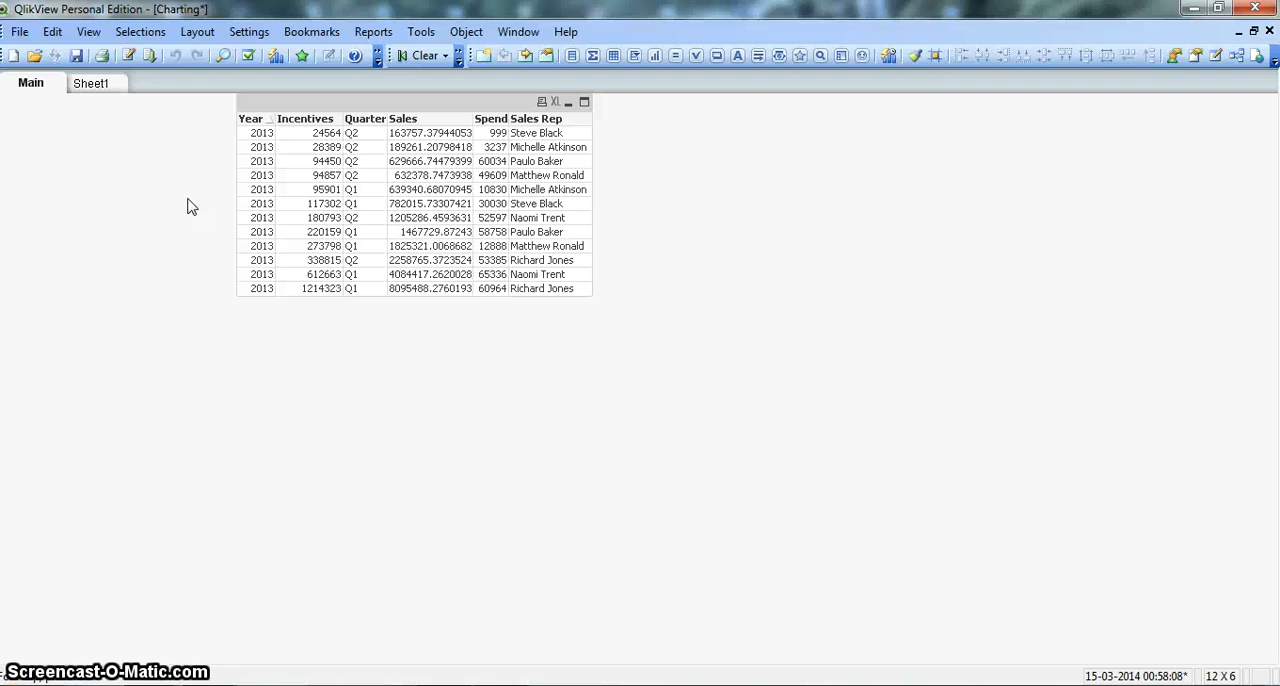 QlikView Personal Edition - [Charting*]
File Edit View Selections Layout Settings Bookmarks Reports Tools Object Window Help
Clear
Main Sheet1
XL
Year Incentives Quarter Sales Spend Sales Rep
2013 24564 Q2 163757.37944053 999 Steve Black
2013 28389 Q2 189261.20798418 3237 Michelle Atkinson
2013 94450 Q2 629666.74479399 60034 Paulo Baker
2013 94857 Q2 632378.7473938 49609 Matthew Ronald
2013 95901 Q1 639340.68070945 10830 Michelle Atkinson
2013 117302 Q1 782015.73307421 30030 Steve Black
2013 180793 Q2 1205286.4593631 52597 Naomi Trent
2013 220159 Q1 1467729.87243 58758 Paulo Baker
2013 273798 Q1 1825321.0068682 12888 Matthew Ronald
2013 338815 Q2 2258765.3723524 53385 Richard Jones
2013 612663 Q1 4084417.2620028 65336 Naomi Trent
2013 1214323 Q1 8095488.2760193 60964 Richard Jones
Screencast-O-Matic.com
15-03-2014 00:58:08* 12 X 6